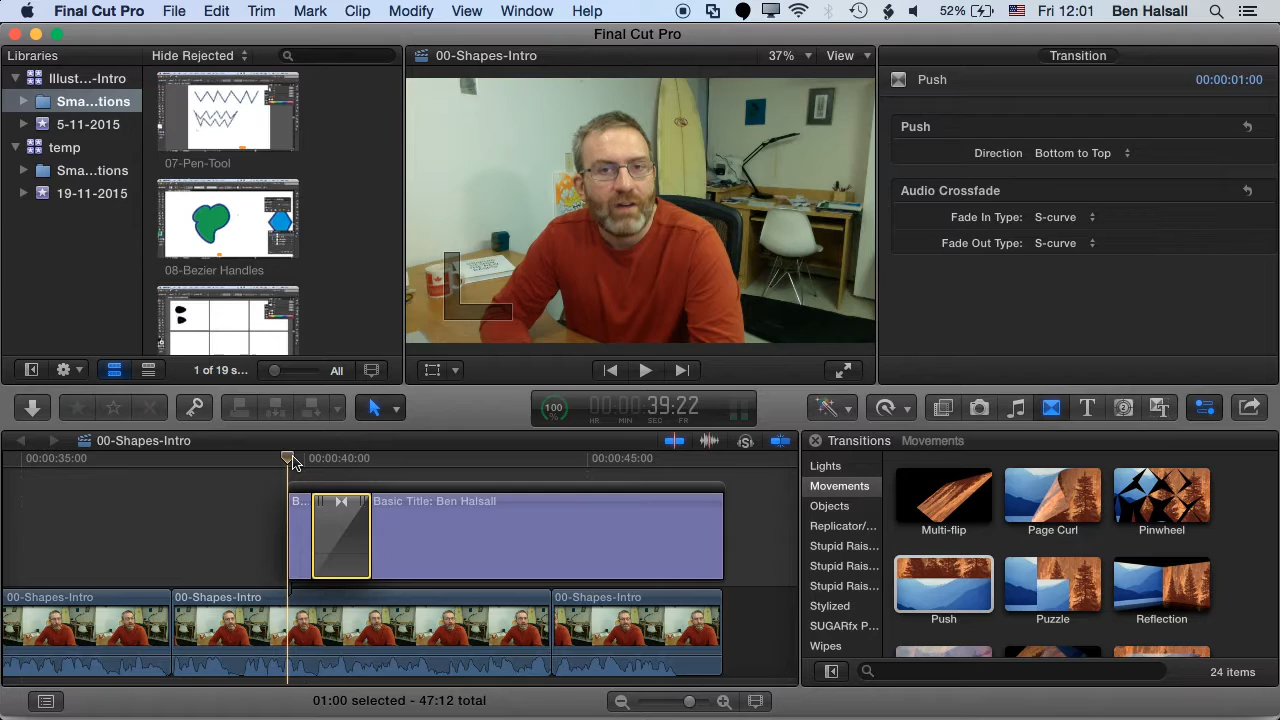 Final Cut Pro File Edit Trim Mark Clip Modify View Window Help 52% Fri 12:01 Ben Halsall
Final Cut Pro
Libraries
Hide Rejected
00-Shapes-Intro
37%
View
Transition
Illust...-Intro
Sma...tions
5-11-2015
temp
Sma...tions
19-11-2015
07-Pen-Tool
08-Bezier Handles
Push
00:00:01:00
Push
Direction Bottom to Top
Audio Crossfade
Fade In Type: S-curve
Fade Out Type: S-curve
1 of 19 s...
All
100
%
00:00:39:22
HR MIN SEC FR
00-Shapes-Intro
00:00:35:00
00:00:40:00
00:00:45:00
B...
Basic Title: Ben Halsall
00-Shapes-Intro
00-Shapes-Intro
00-Shapes-Intro
Transitions
Movements
Lights
Movements
Objects
Replicator/...
Stupid Rais...
Stupid Rais...
Stupid Rais...
Stylized
SUGARfx P...
Wipes
Multi-flip
Page Curl
Pinwheel
Push
Puzzle
Reflection
24 items
01:00 selected - 47:12 total